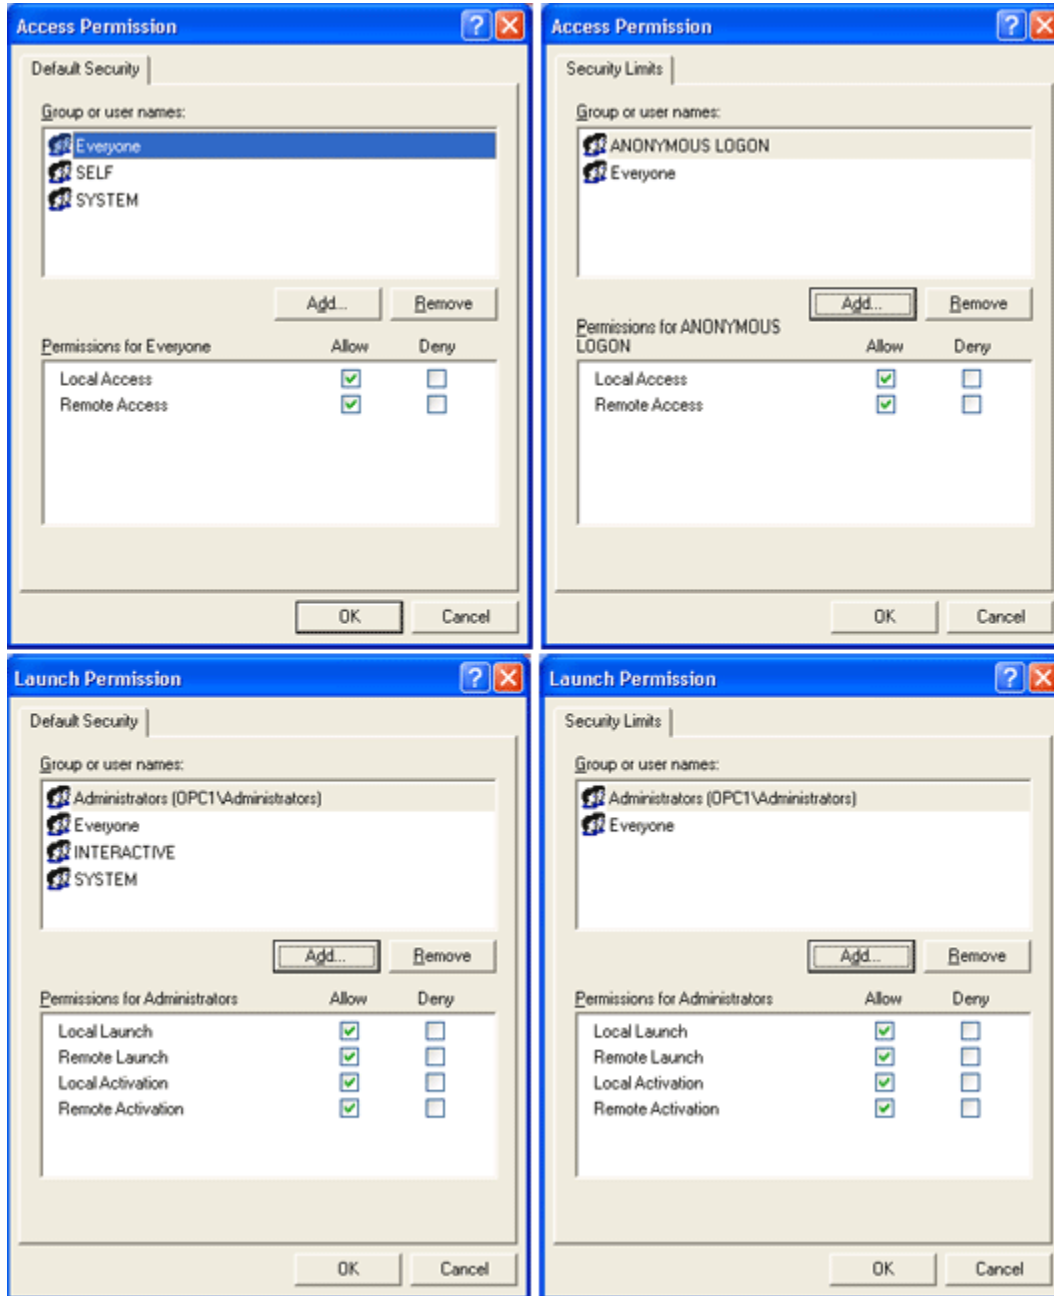 Access Permission
Default Security
Group or user names:
Everyone
SELF
SYSTEM
Add...
Remove
Permissions for Everyone
Allow
Deny
Local Access
Remote Access
OK
Cancel
Access Permission
Security Limits
Group or user names:
ANONYMOUS LOGON
Everyone
Add...
Remove
Permissions for ANONYMOUS
LOGON
Allow
Deny
Local Access
Remote Access
OK
Cancel
Launch Permission
Default Security
Group or user names:
Administrators (OPC1\Administrators)
Everyone
INTERACTIVE
SYSTEM
Add...
Remove
Permissions for Administrators
Allow
Deny
Local Launch
Remote Launch
Local Activation
Remote Activation
OK
Cancel
Launch Permission
Security Limits
Group or user names:
Administrators (OPC1\Administrators)
Everyone
Add...
Remove
Permissions for Administrators
Allow
Deny
Local Launch
Remote Launch
Local Activation
Remote Activation
OK
Cancel